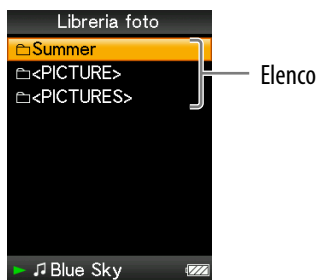 Libreria foto
Summer
<PICTURE>
<PICTURES>
Elenco
Blue Sky